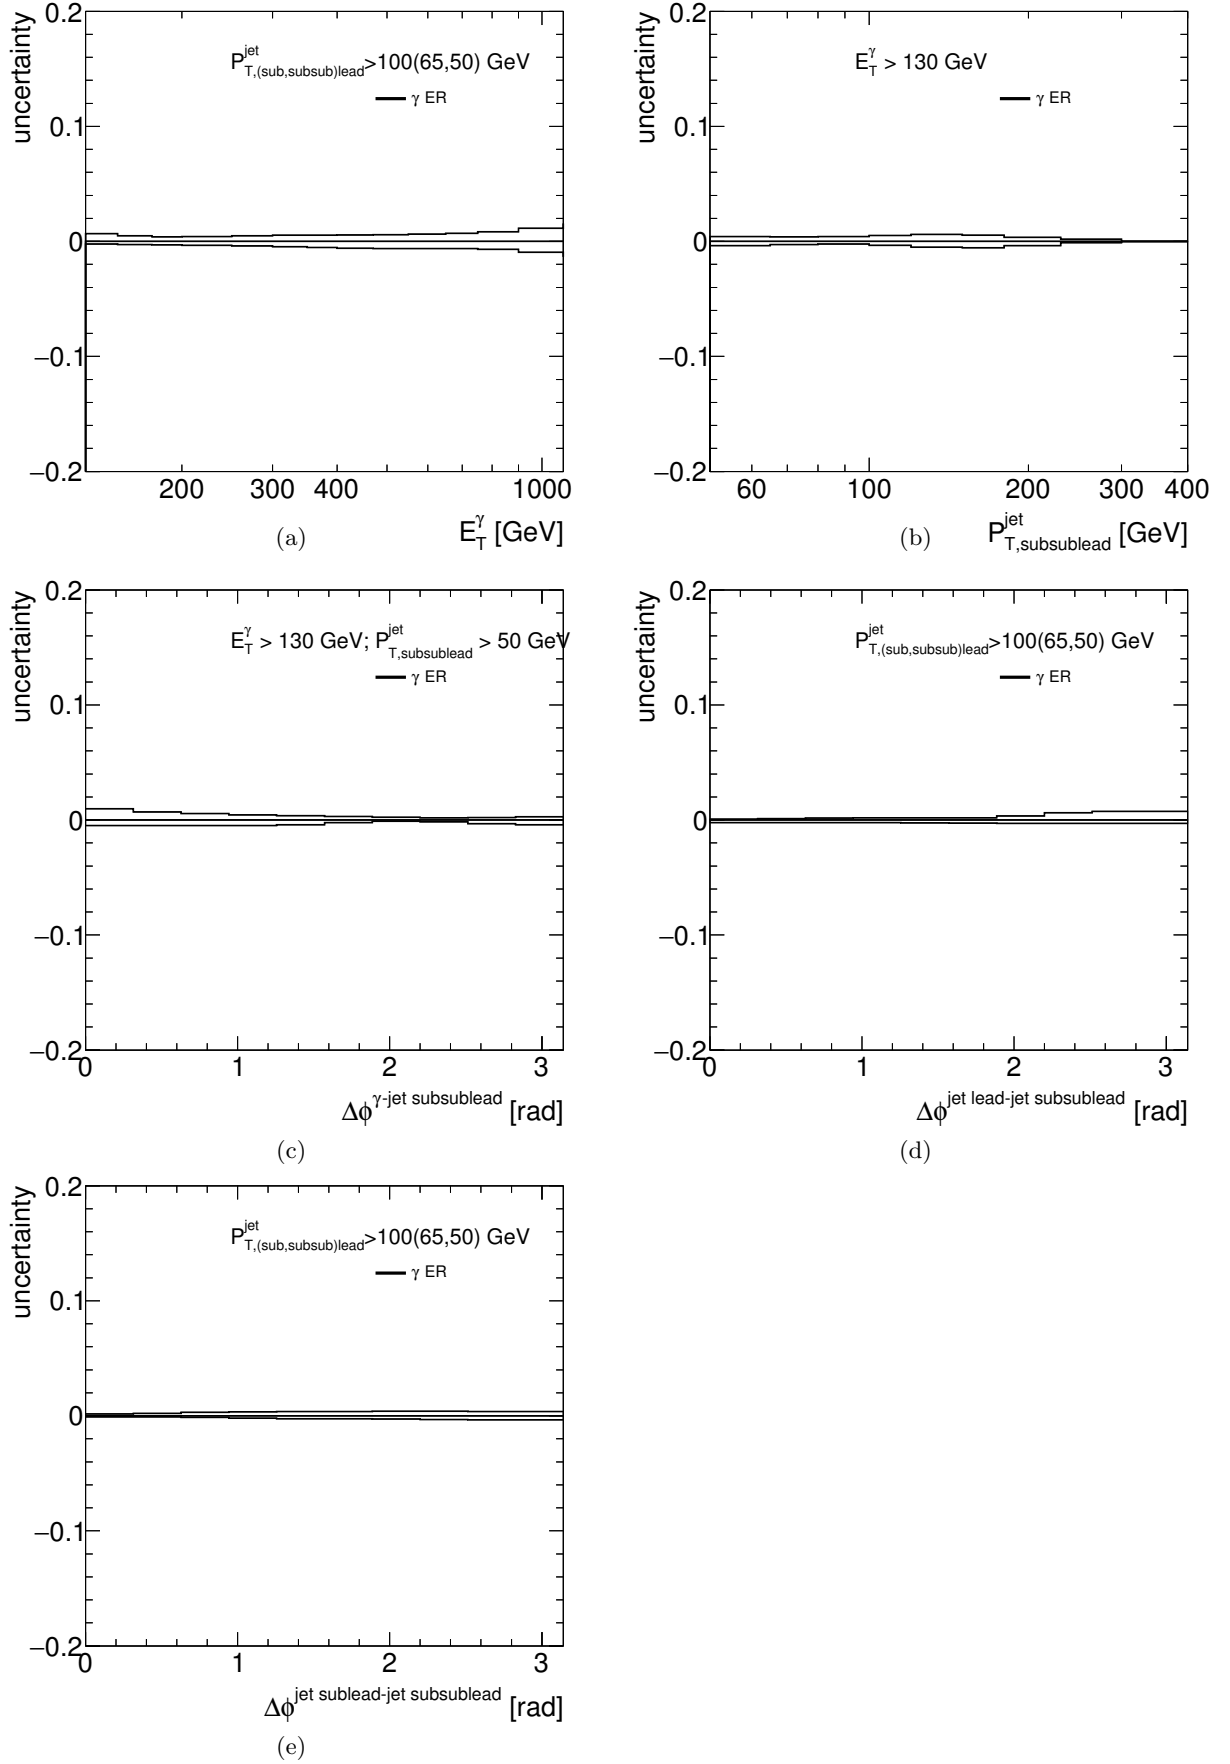 uncertainty
0.2
0.1
0
−0.1
−0.2
P^jet_T,(sub,subsub)lead>100(65,50) GeV
γ ER
200 300 400 1000
E^γ_T [GeV]
(a)
uncertainty
0.2
0.1
0
−0.1
−0.2
E^γ_T > 130 GeV
γ ER
60 100 200 300 400
P^jet_T,subsublead [GeV]
(b)
uncertainty
0.2
0.1
0
−0.1
−0.2
E^γ_T > 130 GeV; P^jet_T,subsublead > 50 GeV
γ ER
0 1 2 3
Δϕ^γ-jet subsublead [rad]
(c)
uncertainty
0.2
0.1
0
−0.1
−0.2
P^jet_T,(sub,subsub)lead>100(65,50) GeV
γ ER
0 1 2 3
Δϕ^jet lead-jet subsublead [rad]
(d)
uncertainty
0.2
0.1
0
−0.1
−0.2
P^jet_T,(sub,subsub)lead>100(65,50) GeV
γ ER
0 1 2 3
Δϕ^jet sublead-jet subsublead [rad]
(e)